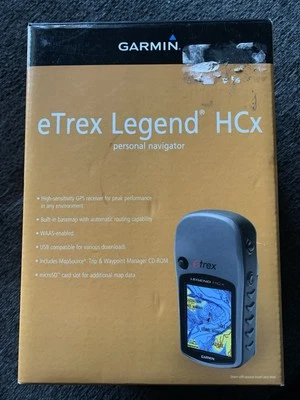 GARMIN
eTrex Legend® HCx
personal navigator
• High-sensitivity GPS receiver for peak performance
in any environment
• Built-in basemap with automatic routing capability
• WAAS-enabled
• USB compatible for various downloads
• Includes MapSource® Trip & Waypoint Manager CD-ROM
• microSD™ card slot for additional map data
etrex
LEGEND HCx
GARMIN